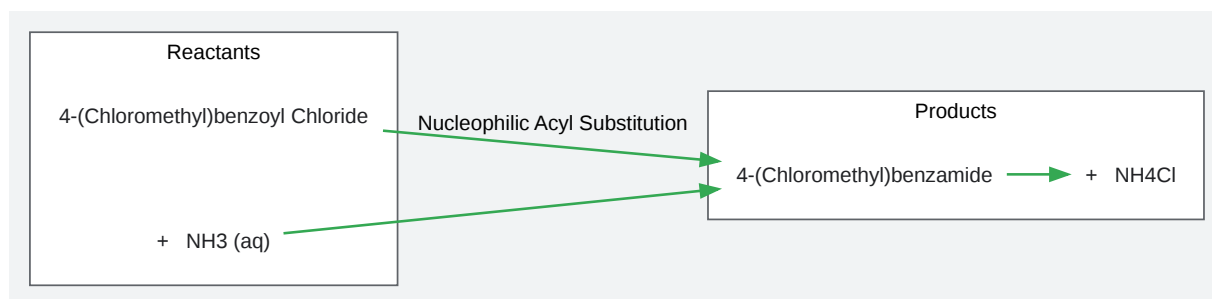 Reactants
4-(Chloromethyl)benzoyl Chloride
+ NH3 (aq)
Nucleophilic Acyl Substitution
Products
4-(Chloromethyl)benzamide
+ NH4Cl